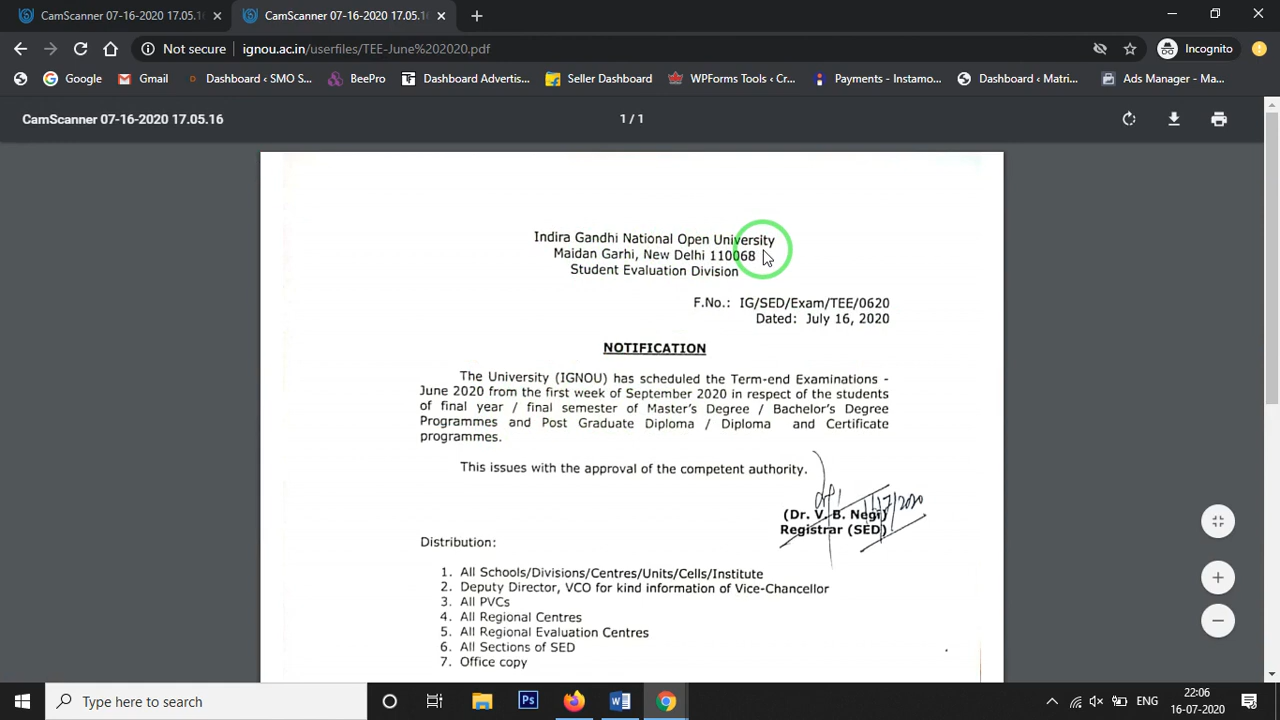 CamScanner 07-16-2020 17.05.1
CamScanner 07-16-2020 17.05.1
Not secure
ignou.ac.in/userfiles/TEE-June%202020.pdf
Incognito
Google
Gmail
Dashboard ‹ SMO S...
BeePro
Dashboard Advertis...
Seller Dashboard
WPForms Tools ‹ Cr...
Payments - Instamo...
Dashboard ‹ Matri...
Ads Manager - Ma...
CamScanner 07-16-2020 17.05.16
1 / 1
Indira Gandhi National Open University
Maidan Garhi, New Delhi 110068
Student Evaluation Division
F.No.: IG/SED/Exam/TEE/0620
Dated: July 16, 2020
NOTIFICATION
The University (IGNOU) has scheduled the Term-end Examinations -
June 2020 from the first week of September 2020 in respect of the students
of final year / final semester of Master's Degree / Bachelor's Degree
Programmes and Post Graduate Diploma / Diploma and Certificate
programmes.
This issues with the approval of the competent authority.
(Dr. V. B. Negi)
Registrar (SED)
Distribution:
1. All Schools/Divisions/Centres/Units/Cells/Institute
2. Deputy Director, VCO for kind information of Vice-Chancellor
3. All PVCs
4. All Regional Centres
5. All Regional Evaluation Centres
6. All Sections of SED
7. Office copy
Type here to search
Ps
W
ENG
22:06
16-07-2020